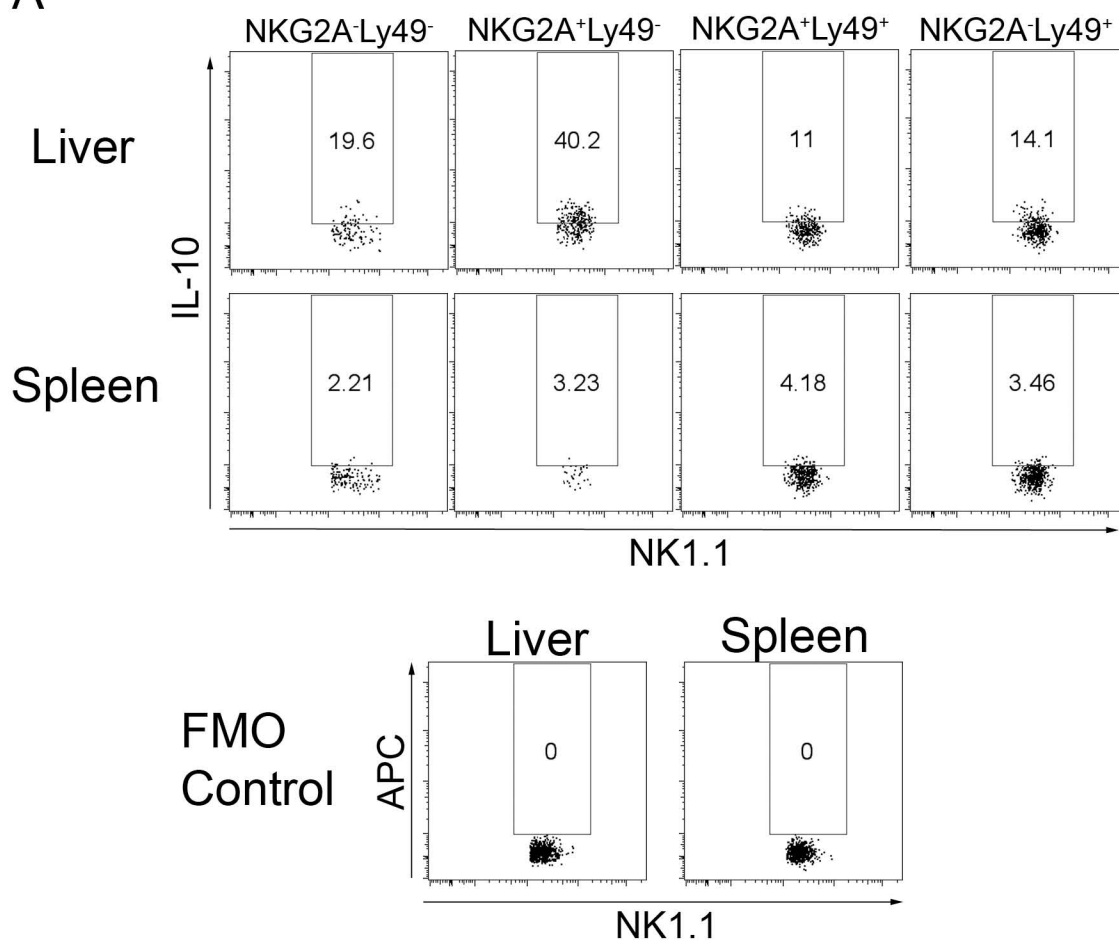 A
NKG2A⁻Ly49⁻ NKG2A⁺Ly49⁻ NKG2A⁺Ly49⁺ NKG2A⁻Ly49⁺
Liver 19.6 40.2 11 14.1
IL-10
Spleen 2.21 3.23 4.18 3.46
NK1.1
Liver Spleen
FMO
Control
APC
0 0
NK1.1